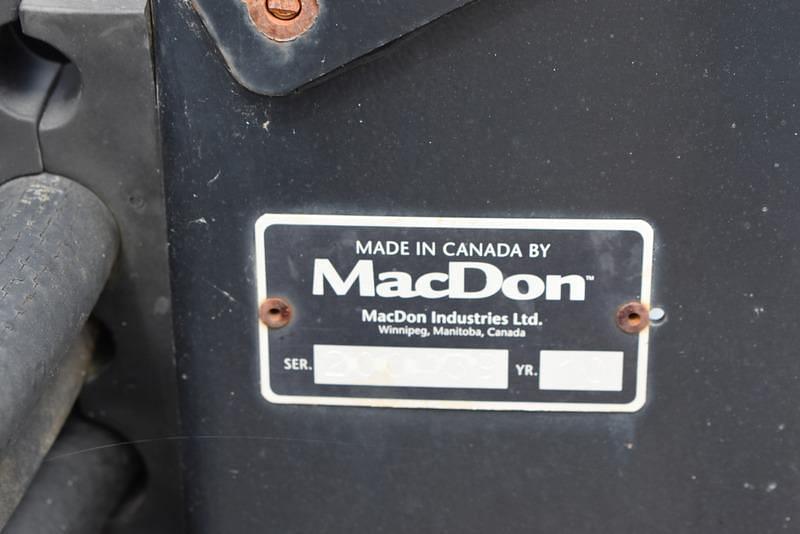 MADE IN CANADA BY
MacDon™
MacDon Industries Ltd.
Winnipeg, Manitoba, Canada
SER. YR.